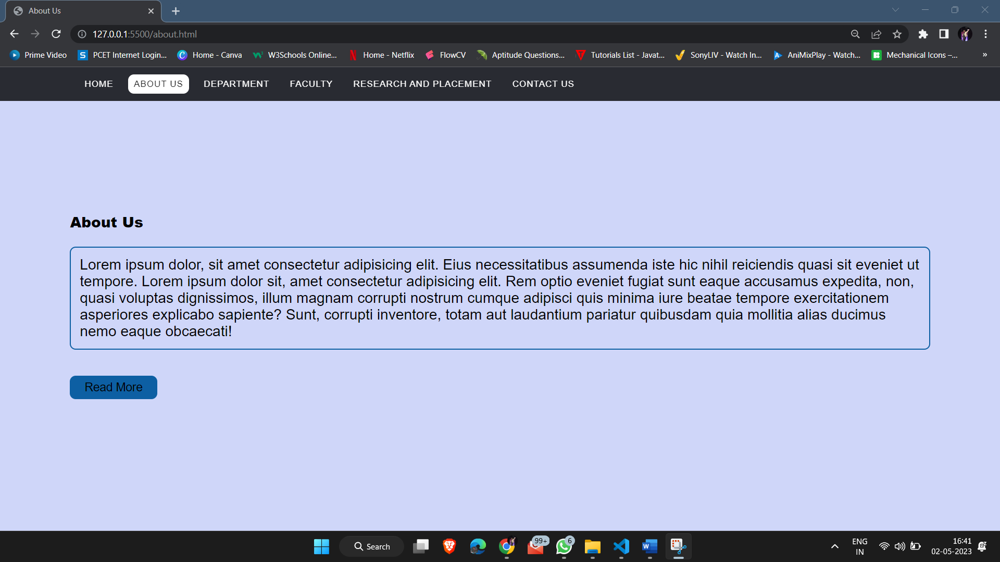 About Us
127.0.0.1:5500/about.html
Prime Video PCET Internet Login... Home - Canva W3Schools Online... Home - Netflix FlowCV Aptitude Questions... Tutorials List - Javat... SonyLIV - Watch In... AniMixPlay - Watch... Mechanical Icons –... »
HOME ABOUT US DEPARTMENT FACULTY RESEARCH AND PLACEMENT CONTACT US
About Us
Lorem ipsum dolor, sit amet consectetur adipisicing elit. Eius necessitatibus assumenda iste hic nihil reiciendis quasi sit eveniet ut
tempore. Lorem ipsum dolor sit, amet consectetur adipisicing elit. Rem optio eveniet fugiat sunt eaque accusamus expedita, non,
quasi voluptas dignissimos, illum magnam corrupti nostrum cumque adipisci quis minima iure beatae tempore exercitationem
asperiores explicabo sapiente? Sunt, corrupti inventore, totam aut laudantium pariatur quibusdam quia mollitia alias ducimus
nemo eaque obcaecati!
Read More
Search 99+ 6 ENG 16:41
IN 02-05-2023